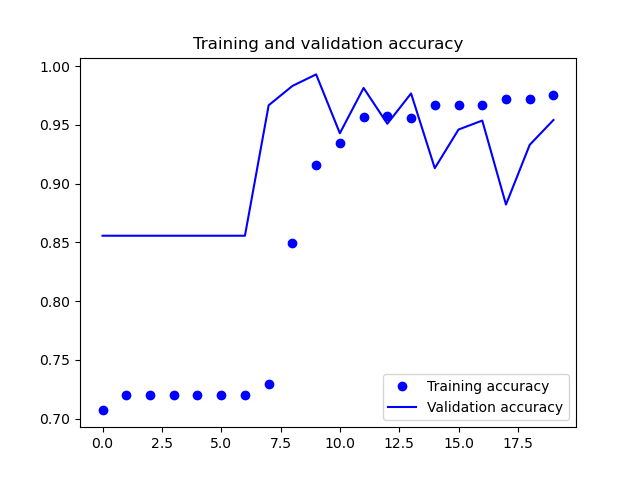 Training and validation accuracy
1.00
0.95
0.90
0.85
0.80
0.75
0.70
Training accuracy
Validation accuracy
0.0 2.5 5.0 7.5 10.0 12.5 15.0 17.5